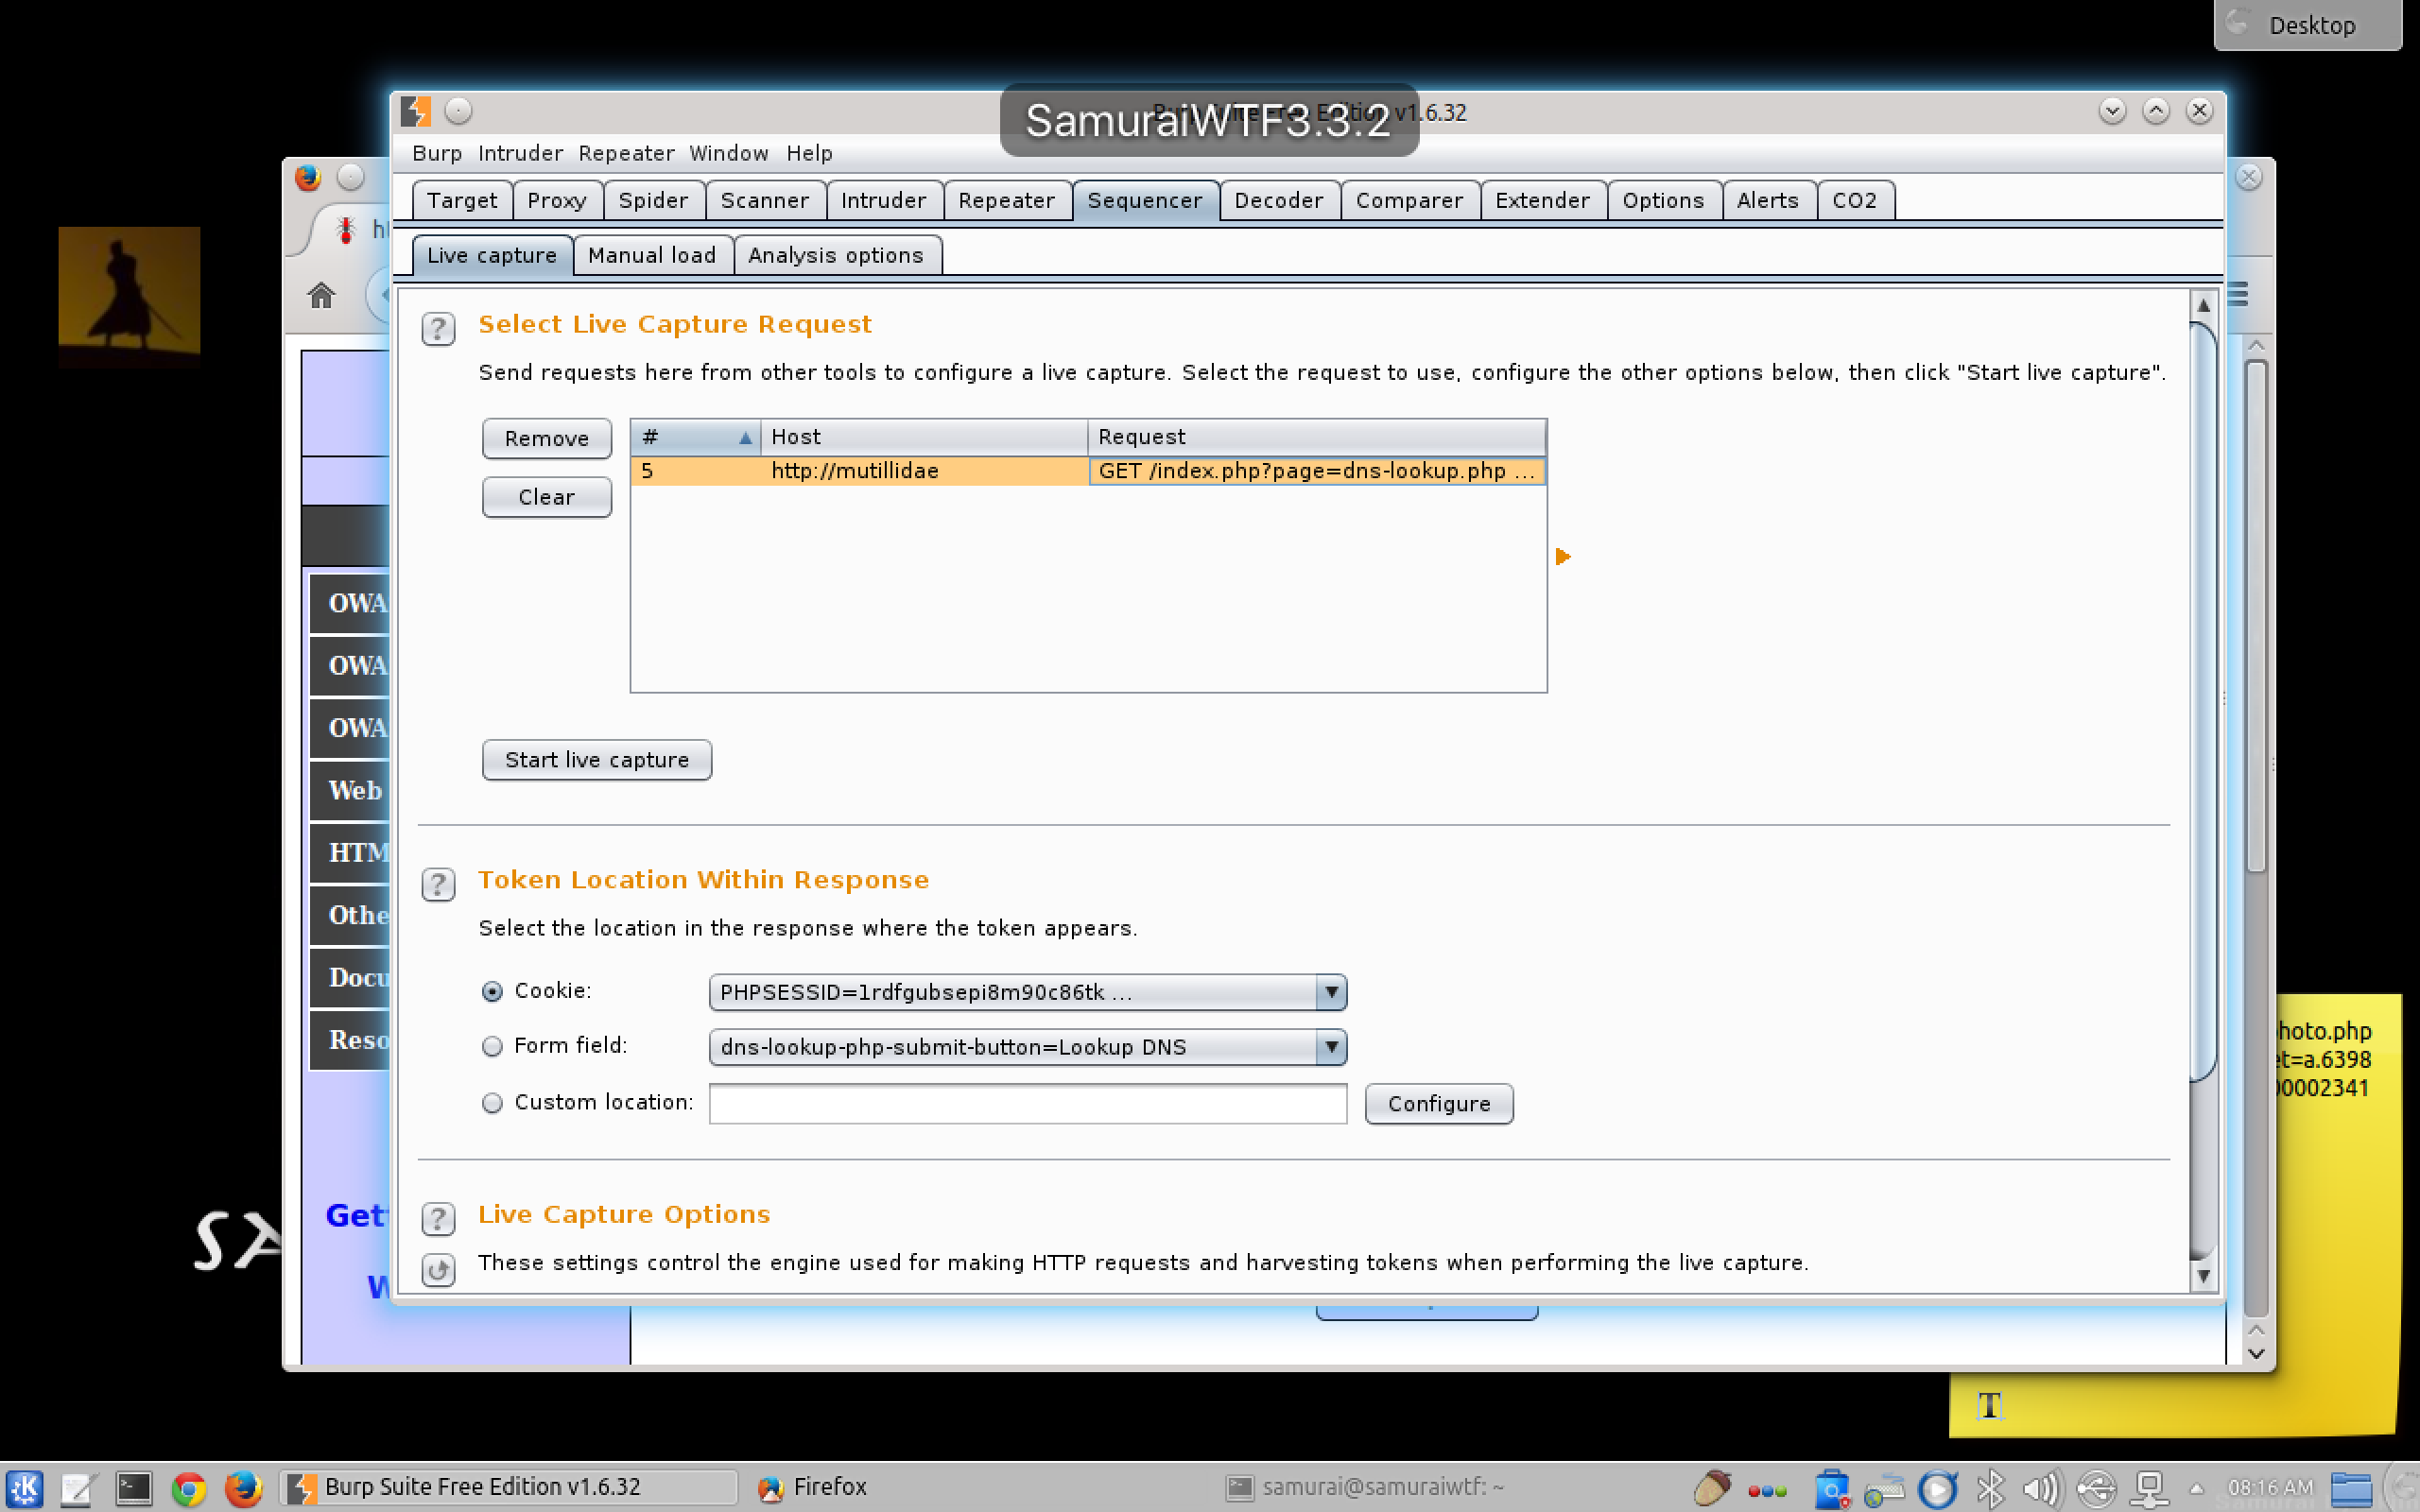 Desktop
SamuraiWTF3.3.2
v1.6.32
Burp Intruder Repeater Window Help
Target Proxy Spider Scanner Intruder Repeater Sequencer Decoder Comparer Extender Options Alerts CO2
Live capture Manual load Analysis options
? Select Live Capture Request
Send requests here from other tools to configure a live capture. Select the request to use, configure the other options below, then click "Start live capture".
Remove
Clear
# Host Request
5 http://mutillidae GET /index.php?page=dns-lookup.php ...
Start live capture
? Token Location Within Response
Select the location in the response where the token appears.
Cookie: PHPSESSID=1rdfgubsepi8m90c86tk ...
Form field: dns-lookup-php-submit-button=Lookup DNS
Custom location: Configure
? Live Capture Options
These settings control the engine used for making HTTP requests and harvesting tokens when performing the live capture.
OWA
OWA
OWA
Web
HTM
Othe
Docu
Reso
Get
W
SA
hoto.php
et=a.6398
00002341
T
Burp Suite Free Edition v1.6.32
Firefox
samurai@samuraiwtf: ~
08:16 AM